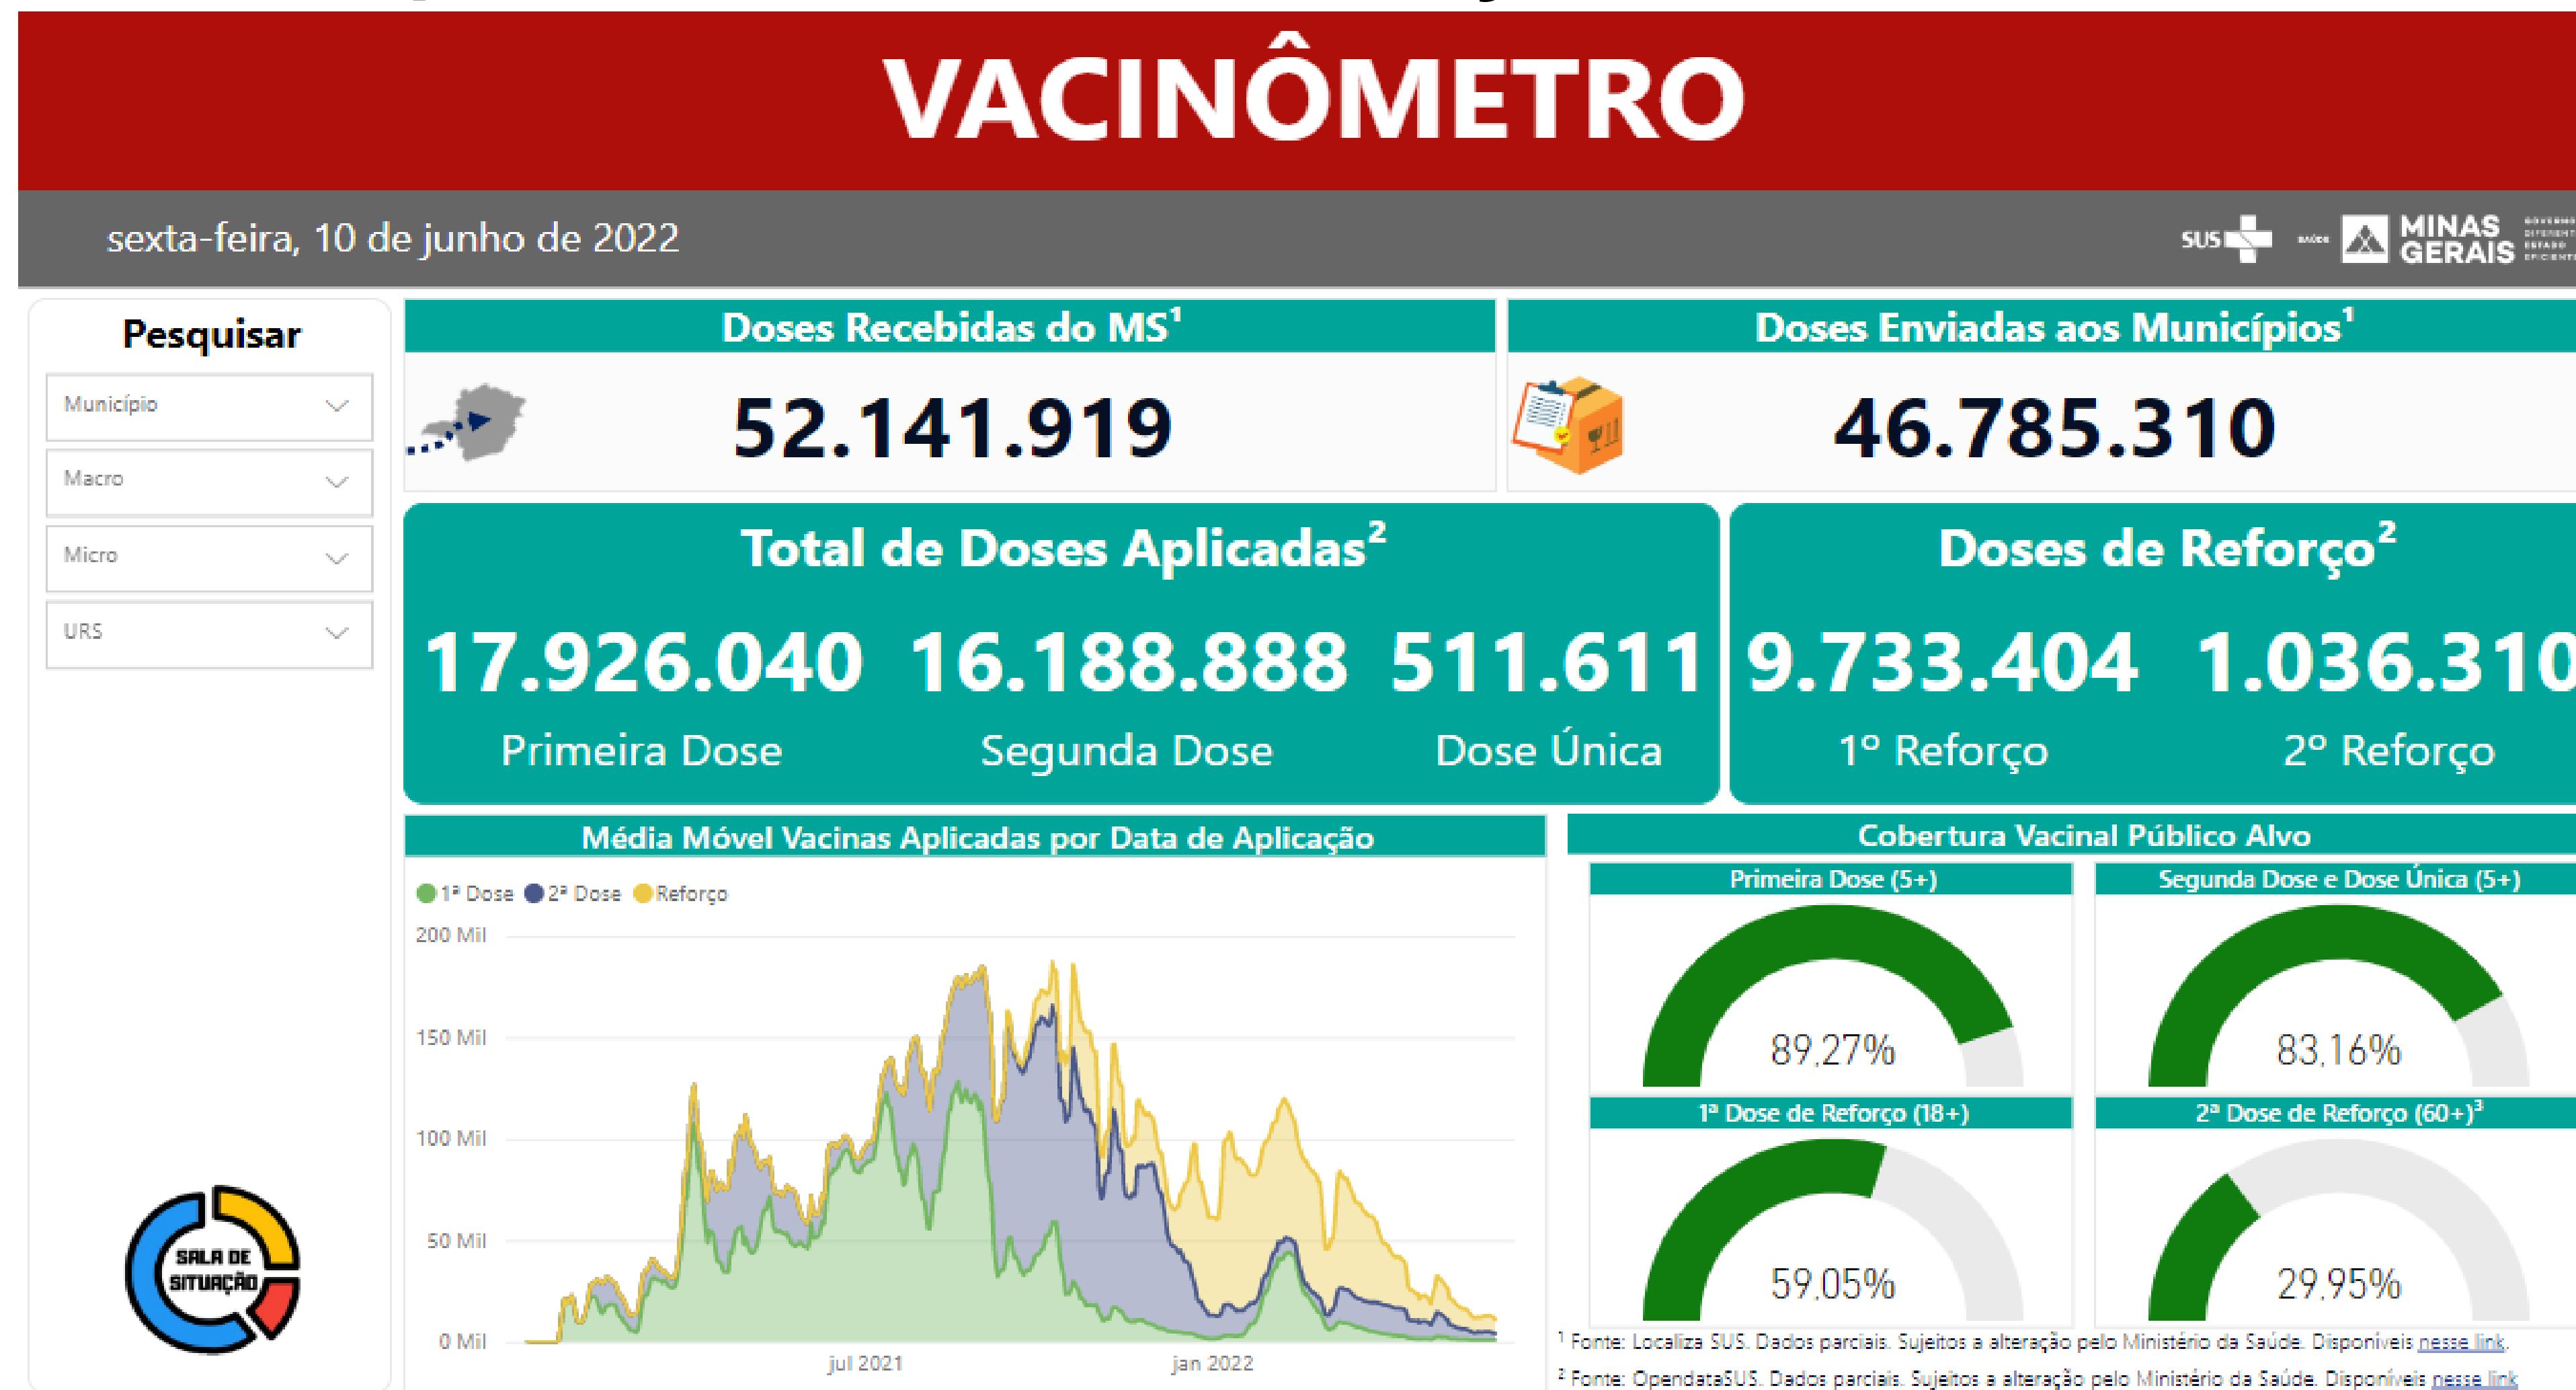 VACINÔMETRO
sexta-feira, 10 de junho de 2022
SUS
SAÚDE
MINAS GERAIS
GOVERNO
DIFERENTE
ESTADO
EFICIENTE
Pesquisar
Município
Macro
Micro
URS
SALA DE
SITUAÇÃO
Doses Recebidas do MS¹
52.141.919
Doses Enviadas aos Municípios¹
46.785.310
Total de Doses Aplicadas²
17.926.040 16.188.888 511.611
Primeira Dose Segunda Dose Dose Única
Doses de Reforço²
9.733.404 1.036.310
1º Reforço 2º Reforço
Média Móvel Vacinas Aplicadas por Data de Aplicação
1ª Dose 2ª Dose Reforço
200 Mil
150 Mil
100 Mil
50 Mil
0 Mil
jul 2021 jan 2022
Cobertura Vacinal Público Alvo
Primeira Dose (5+)
89,27%
Segunda Dose e Dose Única (5+)
83,16%
1ª Dose de Reforço (18+)
59,05%
2ª Dose de Reforço (60+)³
29,95%
¹ Fonte: Localiza SUS. Dados parciais. Sujeitos a alteração pelo Ministério da Saúde. Disponíveis nesse link.
² Fonte: OpendataSUS. Dados parciais. Sujeitos a alteração pelo Ministério da Saúde. Disponíveis nesse link